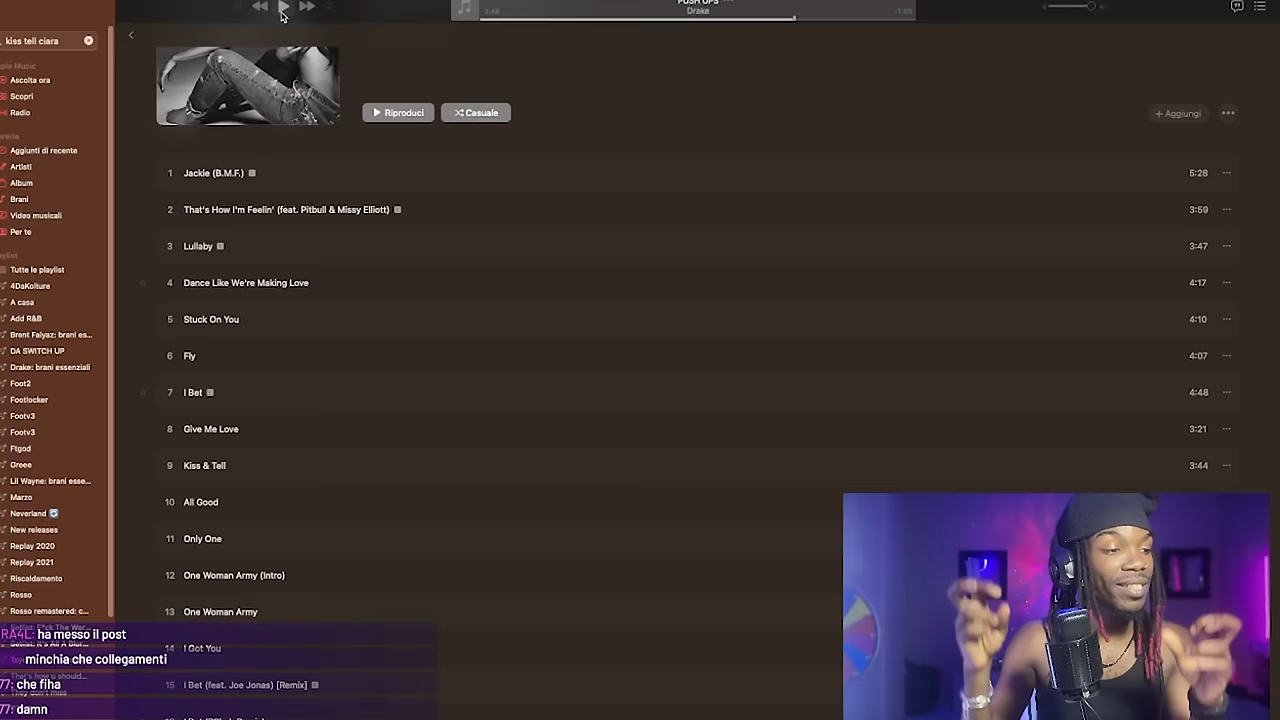 PUSH UPS
Drake
2:48
-1:03
kiss tell ciara
Ascolta ora
Scopri
Radio
Aggiunti di recente
Artisti
Album
Brani
Video musicali
Per te
Tutte le playlist
4DaKolture
A casa
Add R&B
Brent Faiyaz: brani es...
DA SWITCH UP
Drake: brani essenziali
Foot2
Footlocker
Footv3
Footv3
Ftgod
Greee
Lil Wayne: brani esse...
Marzo
Neverland
New releases
Replay 2020
Replay 2021
Riscaldamento
Rosso
Rosso remastered: c...
Riproduci
Casuale
+ Aggiungi
1 Jackie (B.M.F.) 5:28
2 That's How I'm Feelin' (feat. Pitbull & Missy Elliott) 3:59
3 Lullaby 3:47
4 Dance Like We're Making Love 4:17
5 Stuck On You 4:10
6 Fly 4:07
7 I Bet 4:48
8 Give Me Love 3:21
9 Kiss & Tell 3:44
10 All Good
11 Only One
12 One Woman Army (Intro)
13 One Woman Army
14 I Got You
15 I Bet (feat. Joe Jonas) [Remix]
RA4L: ha messo il post
minchia che collegamenti
77: che fiha
77: damn